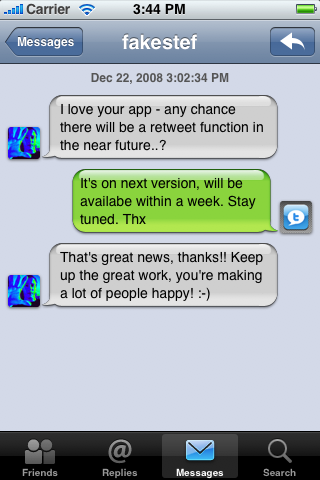 Carrier 3:44 PM
Messages fakestef
Dec 22, 2008 3:02:34 PM
I love your app - any chance
there will be a retweet function in
the near future..?
It's on next version, will be
availabe within a week. Stay
tuned. Thx
That's great news, thanks!! Keep
up the great work, you're making
a lot of people happy! :-)
Friends Replies Messages Search